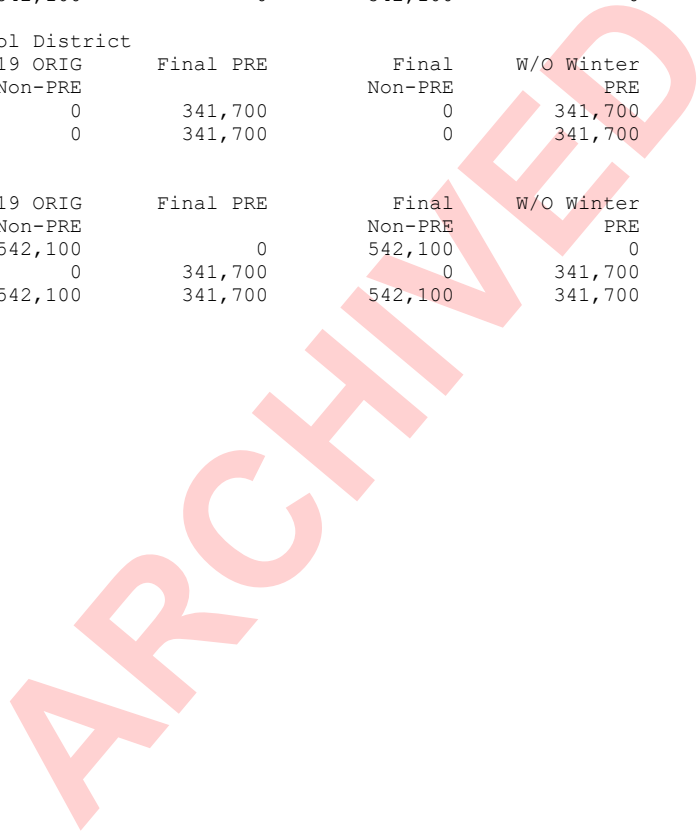 ol District
19 ORIG Final PRE Final W/O Winter
Non-PRE Non-PRE PRE
0 341,700 0 341,700
0 341,700 0 341,700
19 ORIG Final PRE Final W/O Winter
Non-PRE Non-PRE PRE
542,100 0 542,100 0
0 341,700 0 341,700
542,100 341,700 542,100 341,700
ARCHIVED